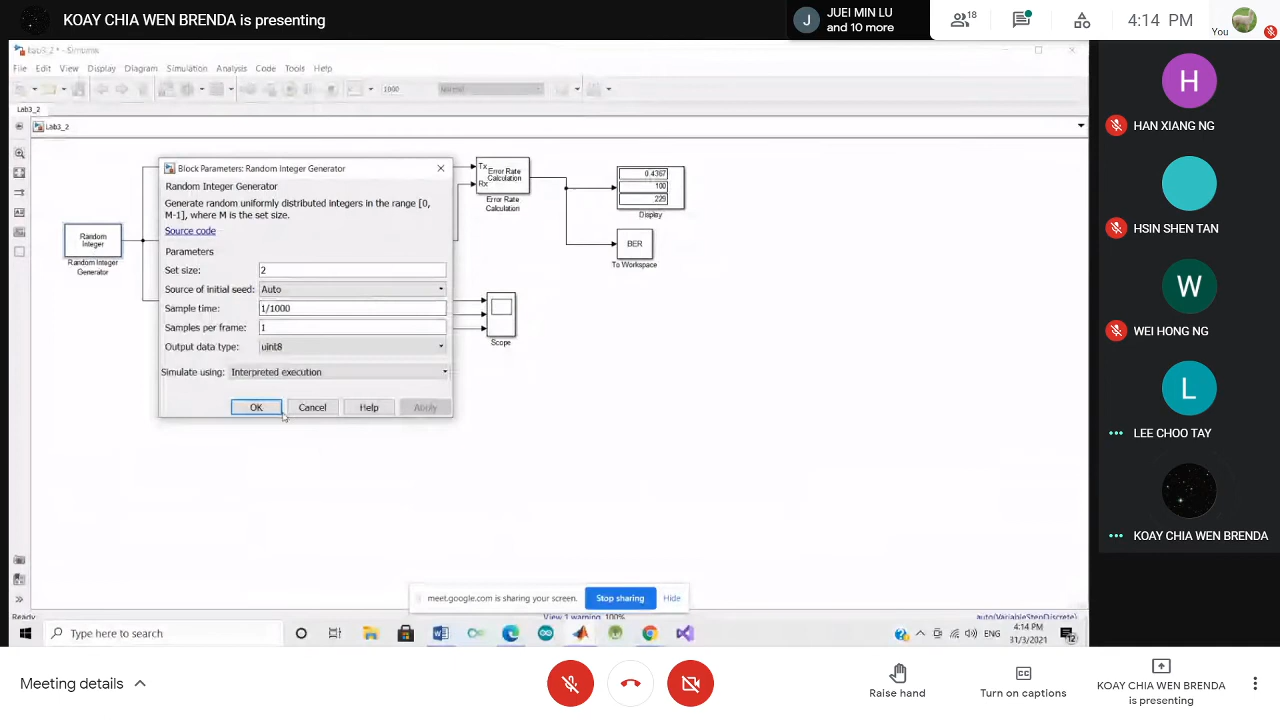 KOAY CHIA WEN BRENDA is presenting
J
JUEI MIN LU
and 10 more
18
4:14 PM
You
Lab3_2 * - Simulink
File Edit View Display Diagram Simulation Analysis Code Tools Help
1000
Normal
Lab3_2
Lab3_2
Random
Integer
Random Integer
Generator
Block Parameters: Random Integer Generator
Random Integer Generator
Generate random uniformly distributed integers in the range [0,
M-1], where M is the set size.
Source code
Parameters
Set size:
2
Source of initial seed:
Auto
Sample time:
1/1000
Samples per frame:
1
Output data type:
uint8
Simulate using:
Interpreted execution
OK
Cancel
Help
Apply
Tx
Rx
Error Rate
Calculation
Error Rate
Calculation
0.4367
100
229
Display
BER
To Workspace
Scope
H
HAN XIANG NG
HSIN SHEN TAN
W
WEI HONG NG
L
LEE CHOO TAY
KOAY CHIA WEN BRENDA
meet.google.com is sharing your screen.
Stop sharing
Hide
Ready
View 1 warning
100%
auto(VariableStepDiscrete)
Type here to search
ENG
4:14 PM
31/3/2021
12
Meeting details
Raise hand
Turn on captions
KOAY CHIA WEN BRENDA
is presenting